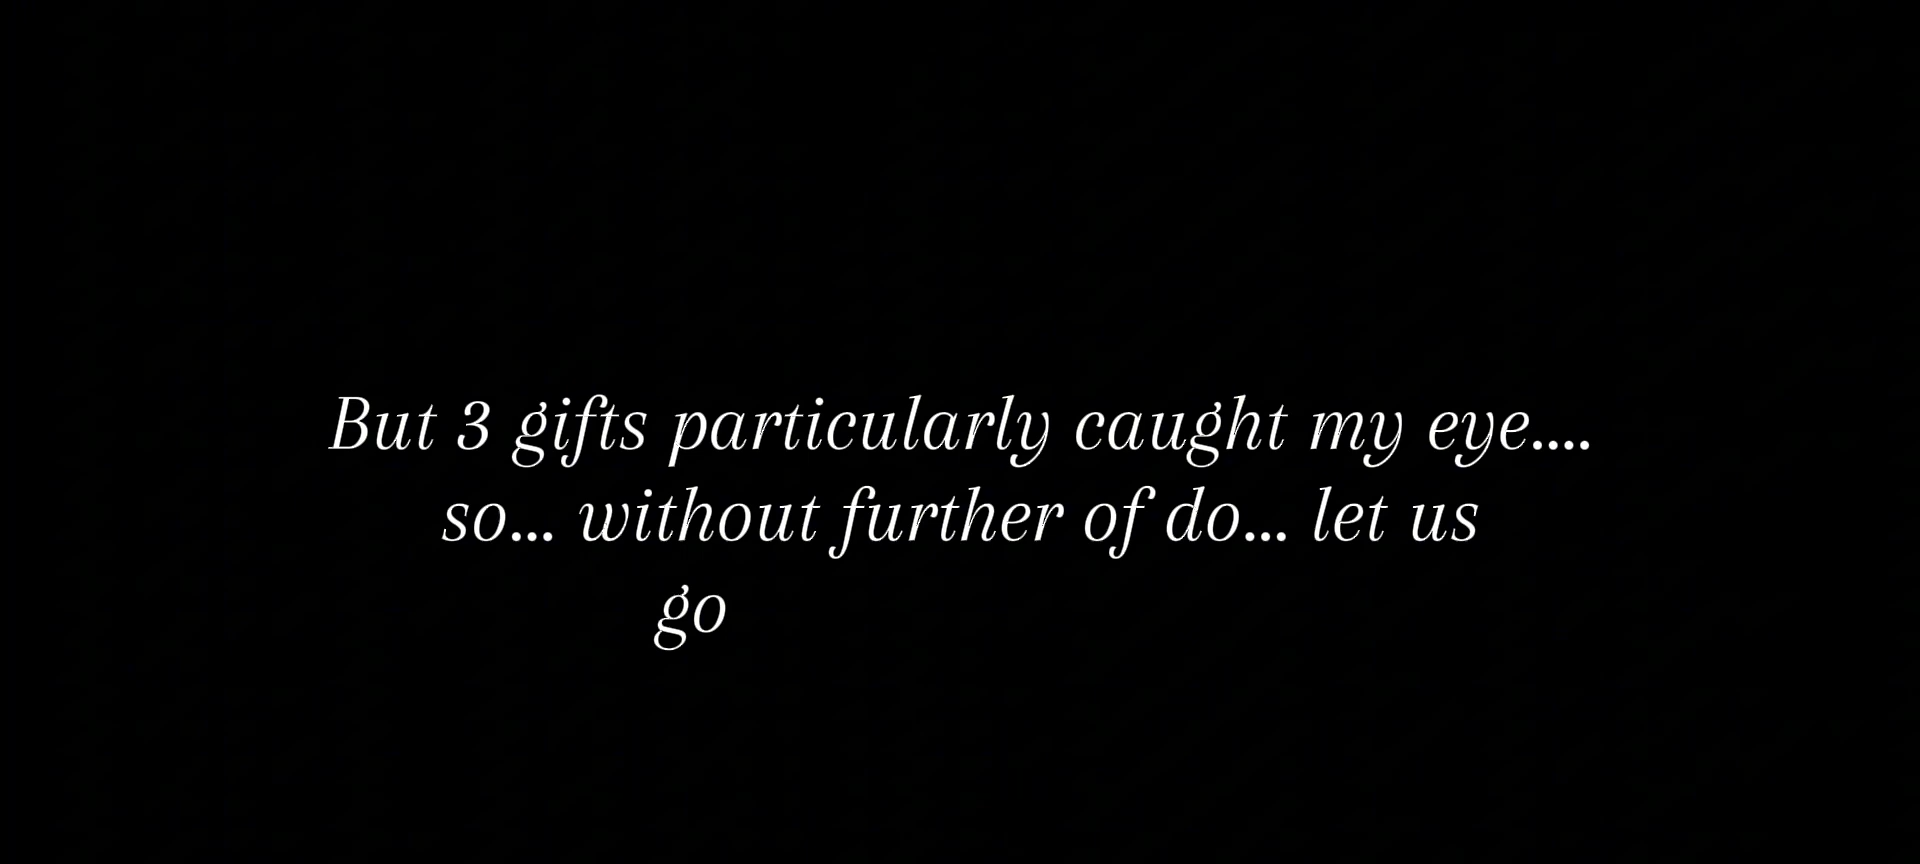 But 3 gifts particularly caught my eye....
so... without further of do... let us
go